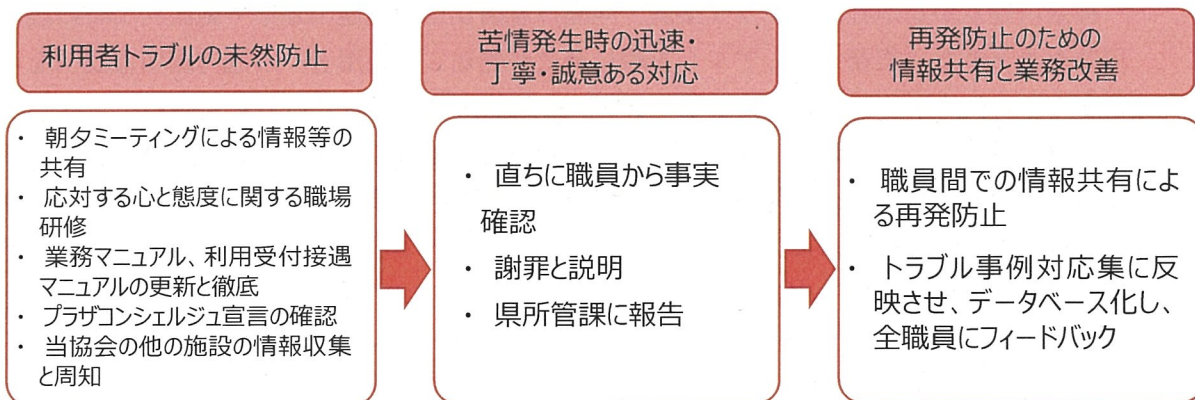 利用者トラブルの未然防止
・ 朝夕ミーティングによる情報等の
共有
・ 応対する心と態度に関する職場
研修
・ 業務マニュアル、利用受付接遇
マニュアルの更新と徹底
・ プラザコンシェルジュ宣言の確認
・ 当協会の他の施設の情報収集
と周知
苦情発生時の迅速・
丁寧・誠意ある対応
・ 直ちに職員から事実
確認
・ 謝罪と説明
・ 県所管課に報告
再発防止のための
情報共有と業務改善
・ 職員間での情報共有によ
る再発防止
・ トラブル事例対応集に反
映させ、データベース化し、
全職員にフィードバック